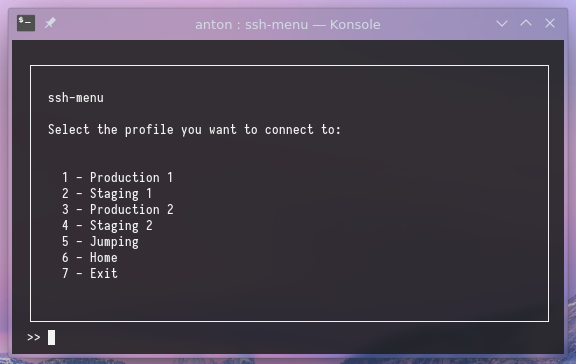 anton : ssh-menu — Konsole
ssh-menu
Select the profile you want to connect to:
1 - Production 1
2 - Staging 1
3 - Production 2
4 - Staging 2
5 - Jumping
6 - Home
7 - Exit
>>